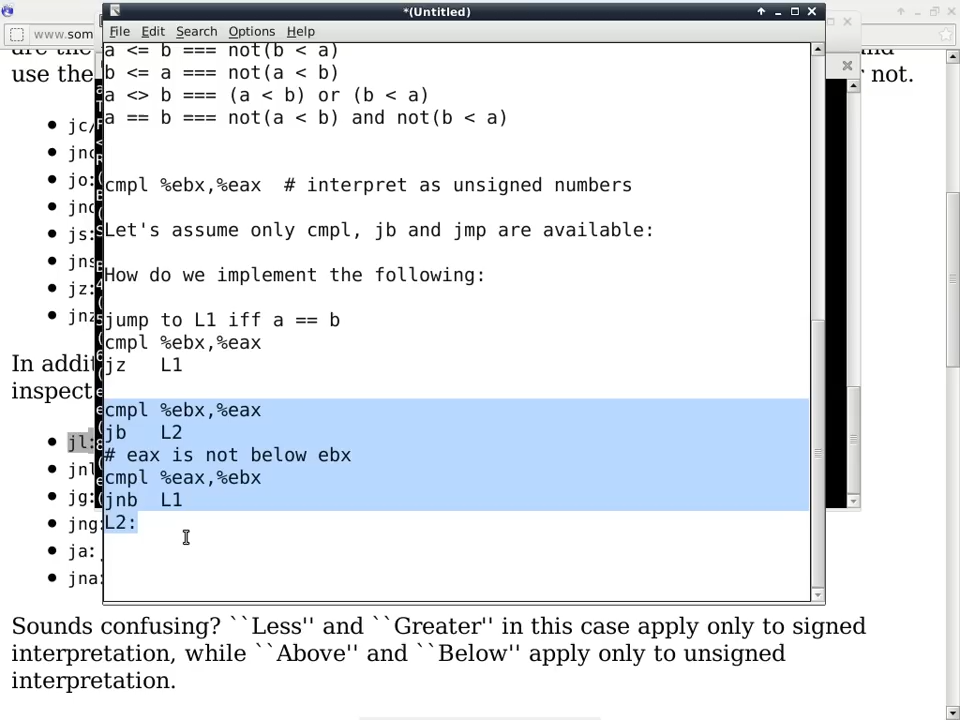 *(Untitled)
File Edit Search Options Help
www.som
are the
use the
not.
a <= b === not(b < a)
b <= a === not(a < b)
a <> b === (a < b) or (b < a)
a == b === not(a < b) and not(b < a)
cmpl %ebx,%eax # interpret as unsigned numbers
Let's assume only cmpl, jb and jmp are available:
How do we implement the following:
jump to L1 iff a == b
cmpl %ebx,%eax
jz L1
cmpl %ebx,%eax
jb L2
# eax is not below ebx
cmpl %eax,%ebx
jnb L1
L2:
jc/
jnc
jo:
jno
js:
jns
jz:
jnz
In addit
inspect
jl:
jnl
jg:
jng:
ja:
jna:
Sounds confusing? ``Less'' and ``Greater'' in this case apply only to signed
interpretation, while ``Above'' and ``Below'' apply only to unsigned
interpretation.